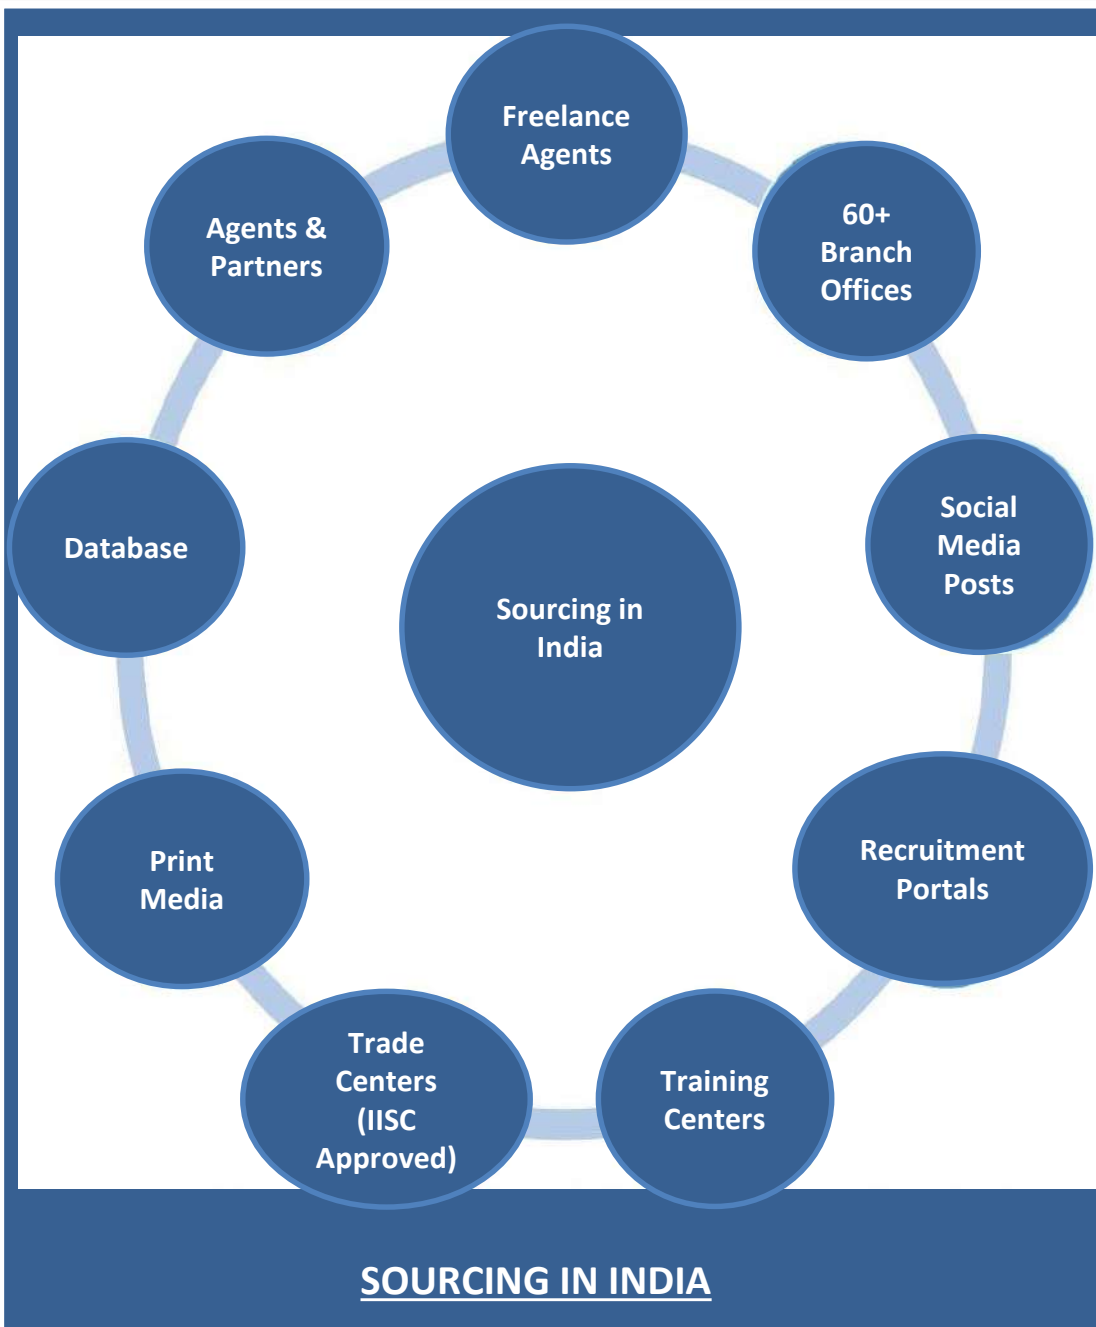 Freelance
Agents
60+
Branch
Offices
Social
Media
Posts
Recruitment
Portals
Training
Centers
Trade
Centers
(IISC
Approved)
Print
Media
Database
Agents &
Partners
Sourcing in
India
SOURCING IN INDIA